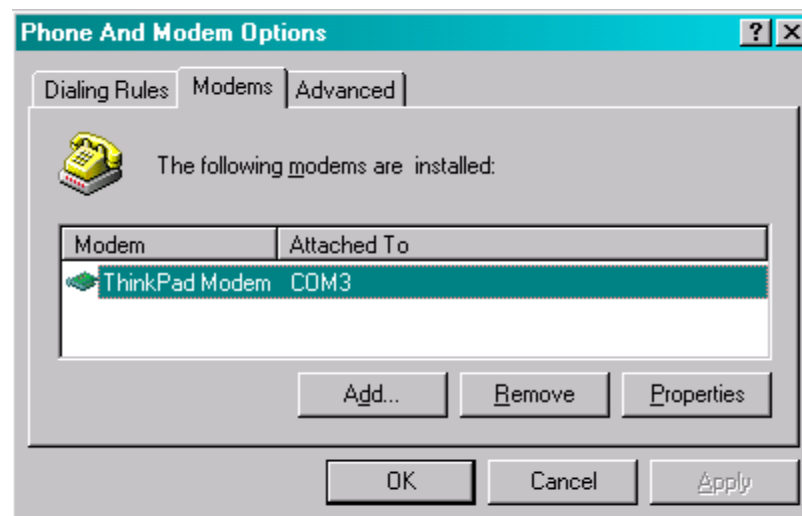 Phone And Modem Options
Dialing Rules Modems Advanced
The following modems are installed:
Modem Attached To
ThinkPad Modem COM3
Add... Remove Properties
OK Cancel Apply